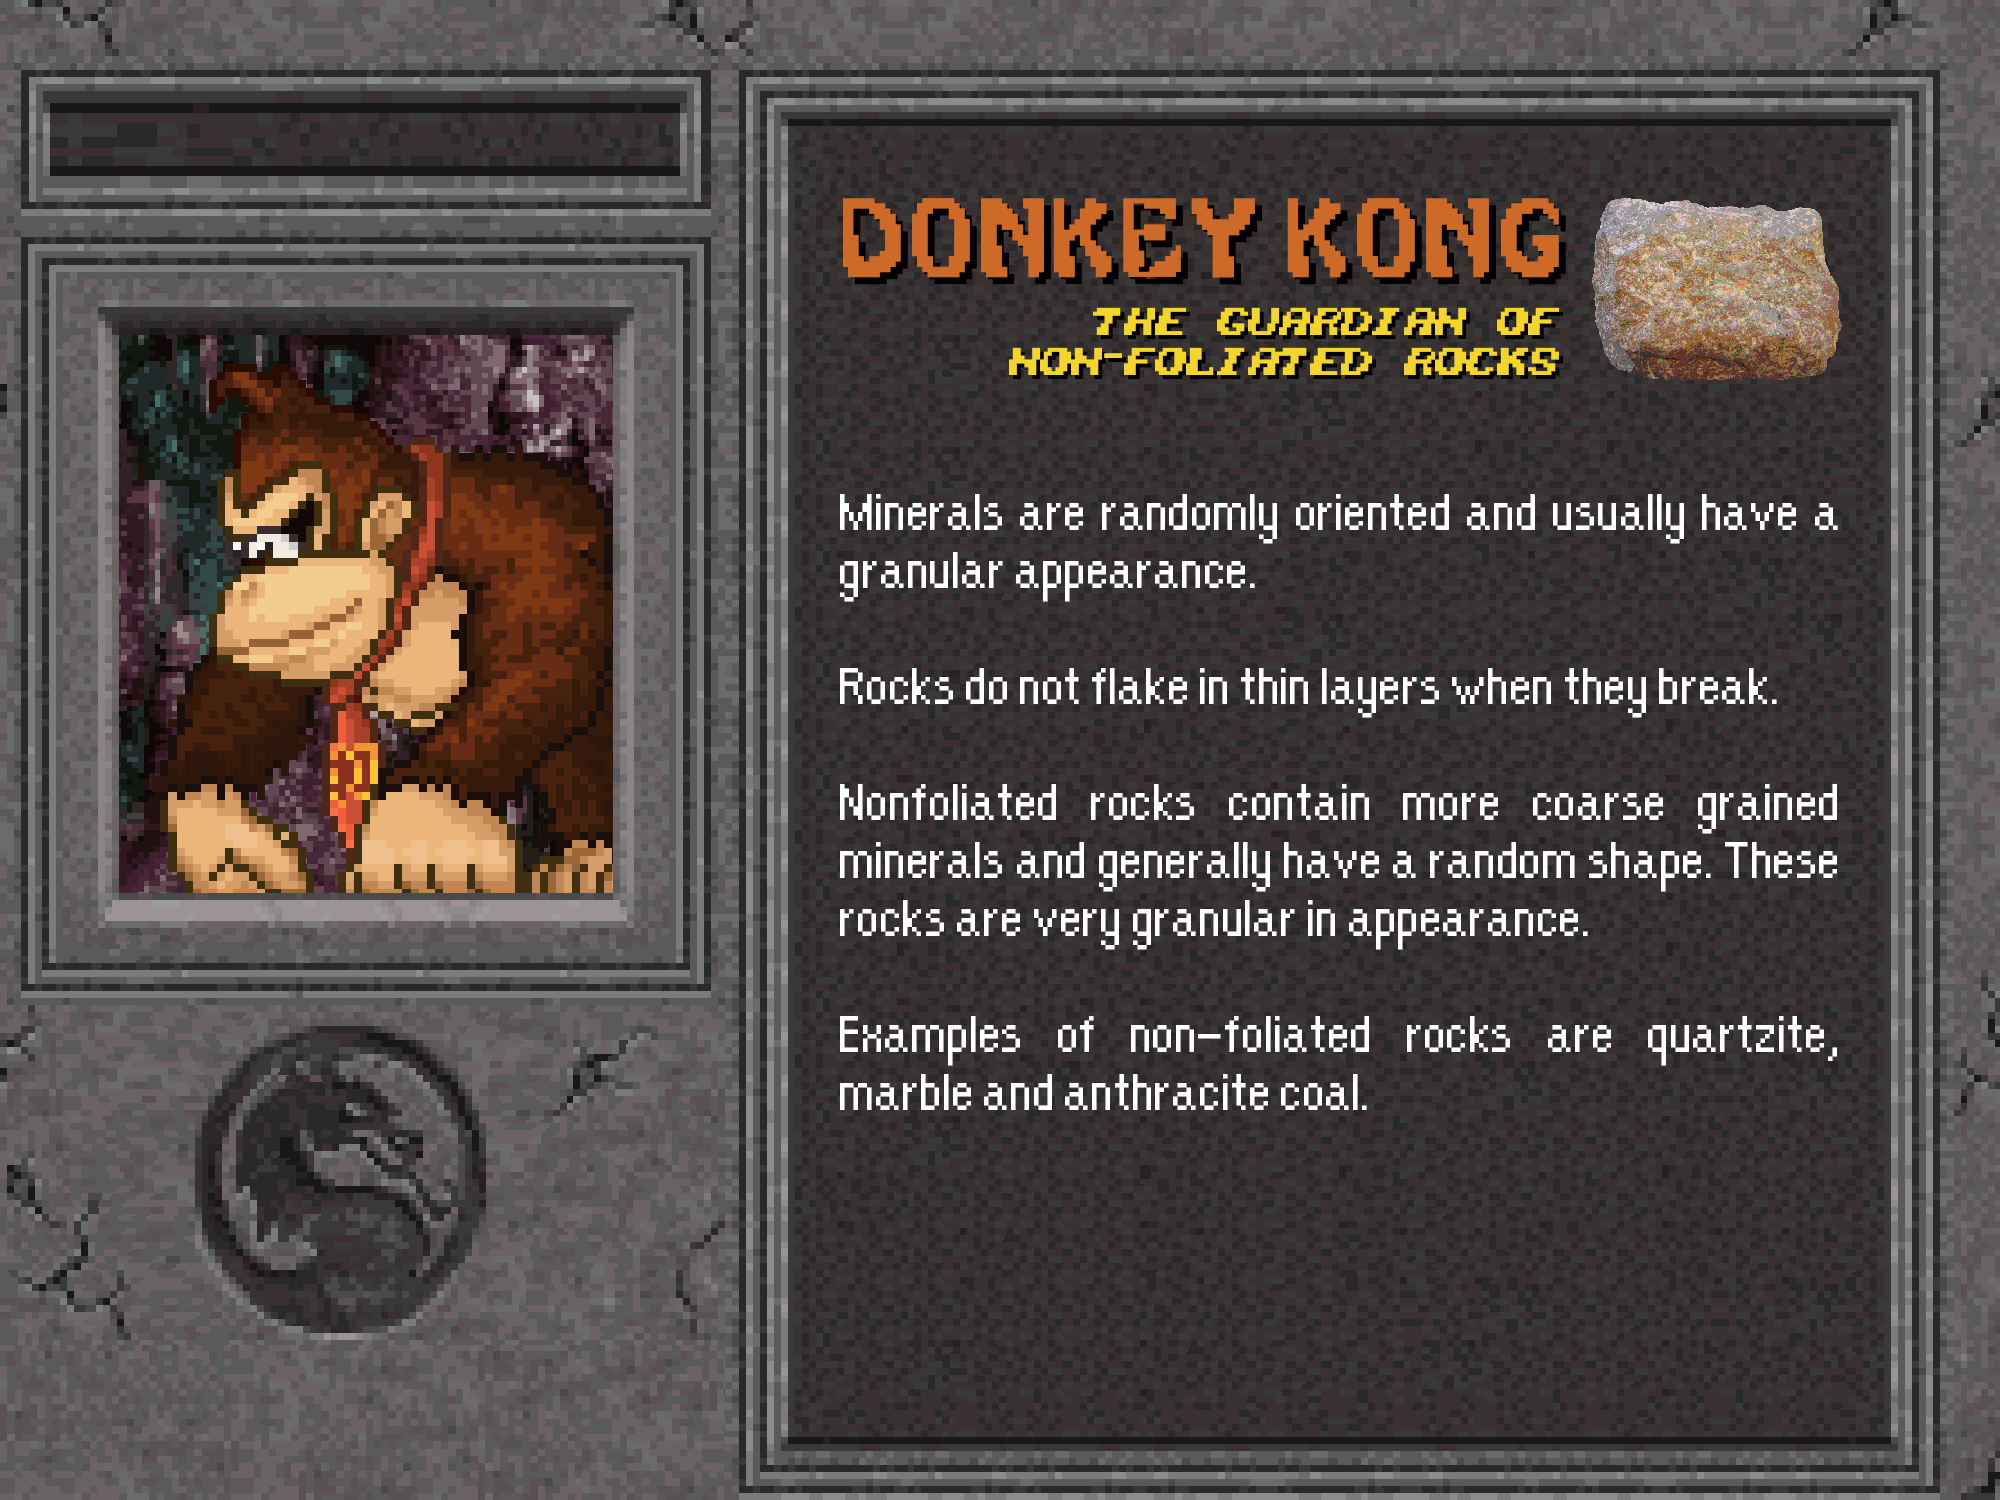 DONKEY KONG
THE GUARDIAN OF
NON-FOLIATED ROCKS
Minerals are randomly oriented and usually have a
granular appearance.
Rocks do not flake in thin layers when they break.
Nonfoliated rocks contain more coarse grained
minerals and generally have a random shape. These
rocks are very granular in appearance.
Examples of non-foliated rocks are quartzite,
marble and anthracite coal.